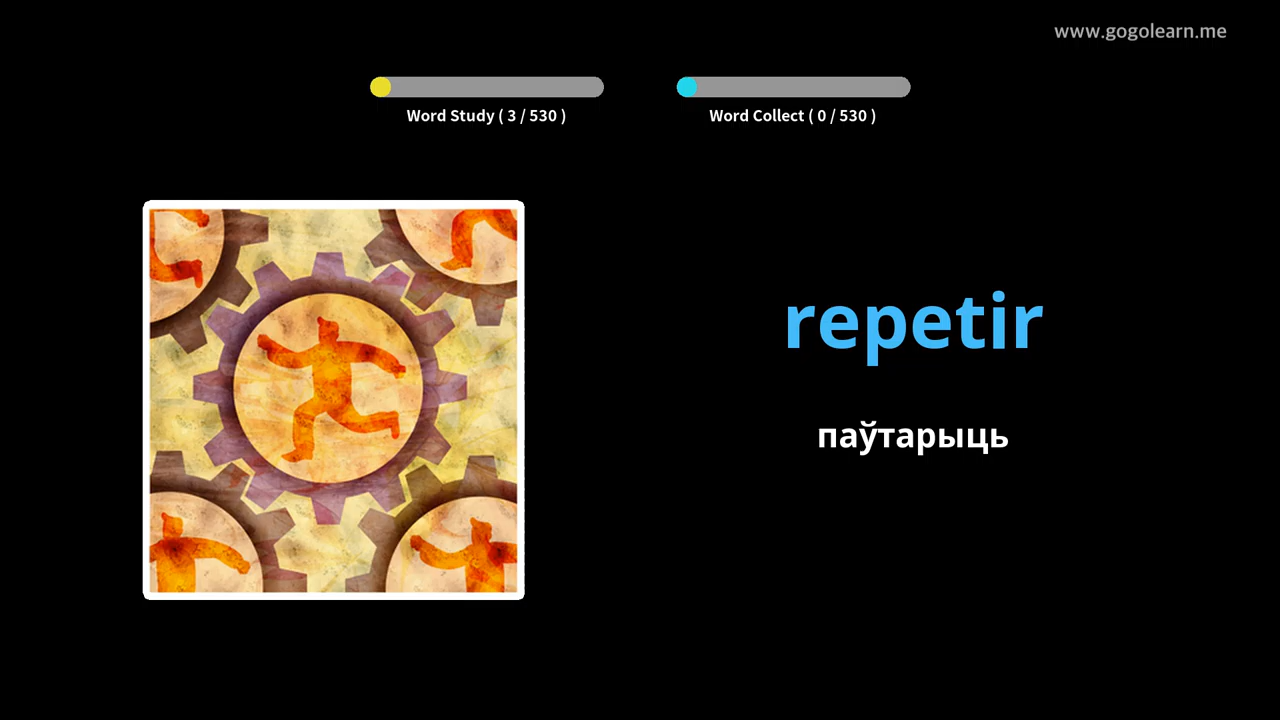 www.gogolearn.me
Word Study ( 3 / 530 )
Word Collect ( 0 / 530 )
repetir
паўтарыць